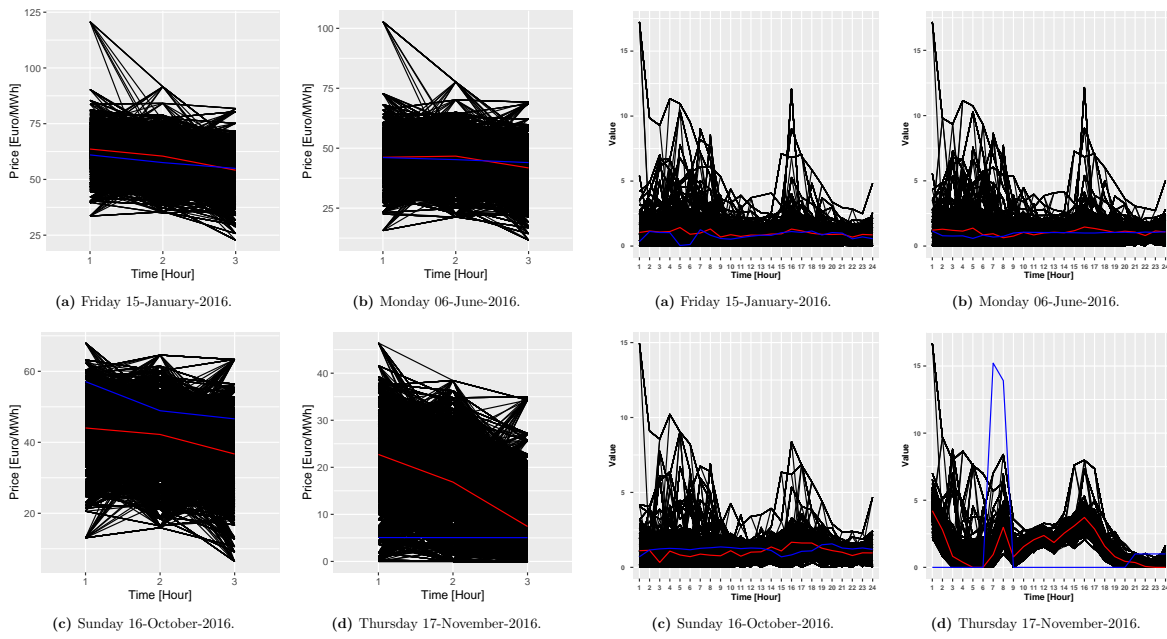 125
100
75
50
25
Price [Euro/MWh]
1 2 3
Time [Hour]
(a) Friday 15-January-2016.
100
75
50
25
Price [Euro/MWh]
1 2 3
Time [Hour]
(b) Monday 06-June-2016.
15
10
5
0
Value
1 2 3 4 5 6 7 8 9 10 11 12 13 14 15 16 17 18 19 20 21 22 23 24
Time [Hour]
(a) Friday 15-January-2016.
15
10
5
0
Value
1 2 3 4 5 6 7 8 9 10 11 12 13 14 15 16 17 18 19 20 21 22 23 24
Time [Hour]
(b) Monday 06-June-2016.
60
40
20
Price [Euro/MWh]
1 2 3
Time [Hour]
(c) Sunday 16-October-2016.
40
30
20
10
0
Price [Euro/MWh]
1 2 3
Time [Hour]
(d) Thursday 17-November-2016.
15
10
5
0
Value
1 2 3 4 5 6 7 8 9 10 11 12 13 14 15 16 17 18 19 20 21 22 23 24
Time [Hour]
(c) Sunday 16-October-2016.
15
10
5
0
Value
1 2 3 4 5 6 7 8 9 10 11 12 13 14 15 16 17 18 19 20 21 22 23 24
Time [Hour]
(d) Thursday 17-November-2016.